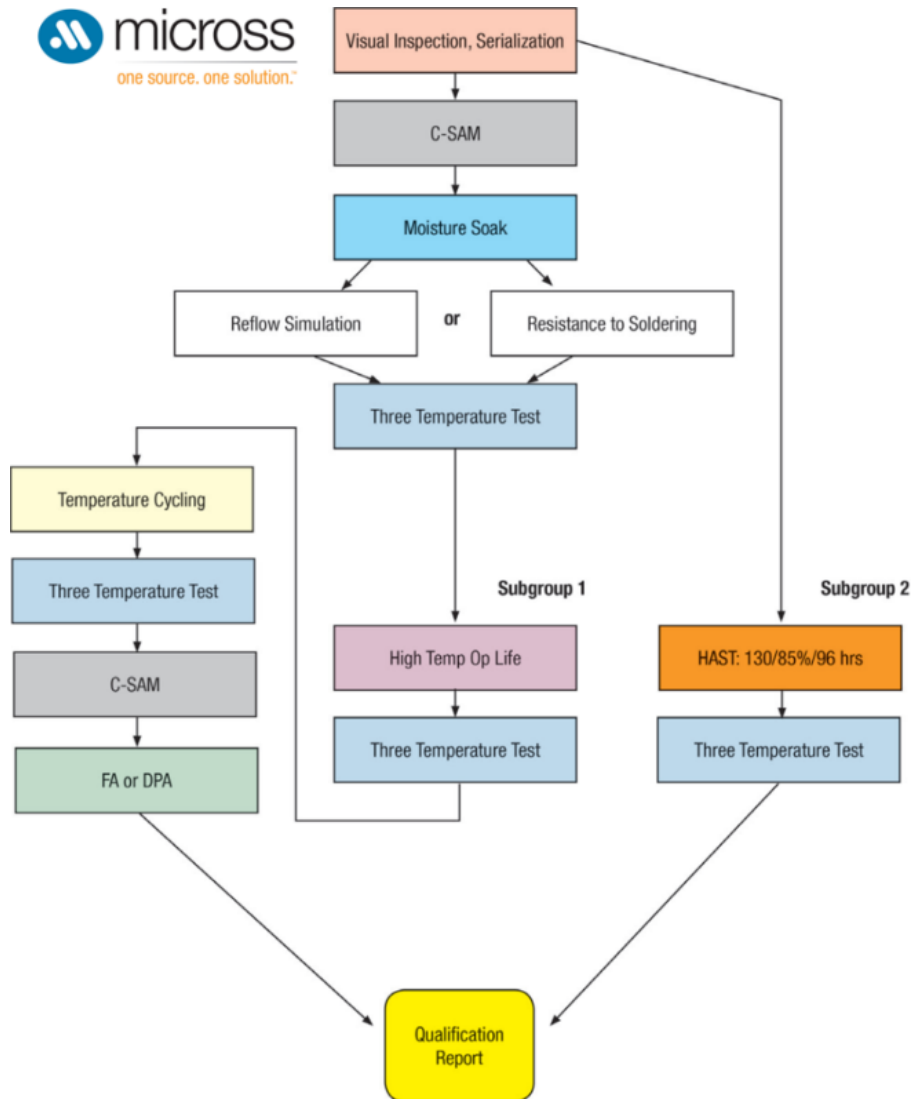 micross
one source. one solution.™
Visual Inspection, Serialization
C-SAM
Moisture Soak
Reflow Simulation
or
Resistance to Soldering
Three Temperature Test
Temperature Cycling
Three Temperature Test
C-SAM
FA or DPA
Subgroup 1
High Temp Op Life
Three Temperature Test
Subgroup 2
HAST: 130/85%/96 hrs
Three Temperature Test
Qualification
Report